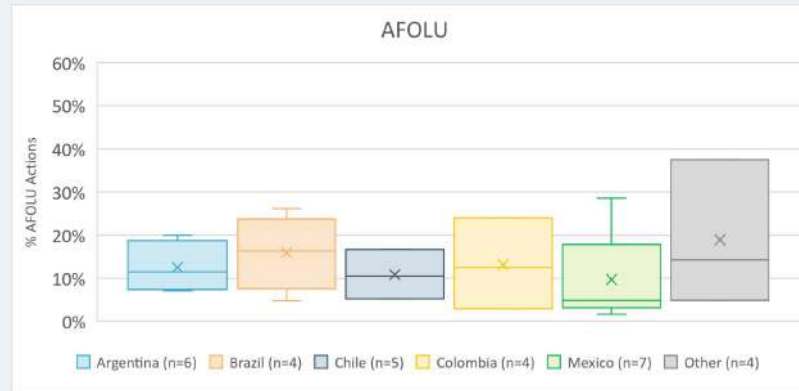 AFOLU
60%
50%
40%
30%
20%
10%
0%
% AFOLU Actions
Argentina (n=6) Brazil (n=4) Chile (n=5) Colombia (n=4) Mexico (n=7) Other (n=4)